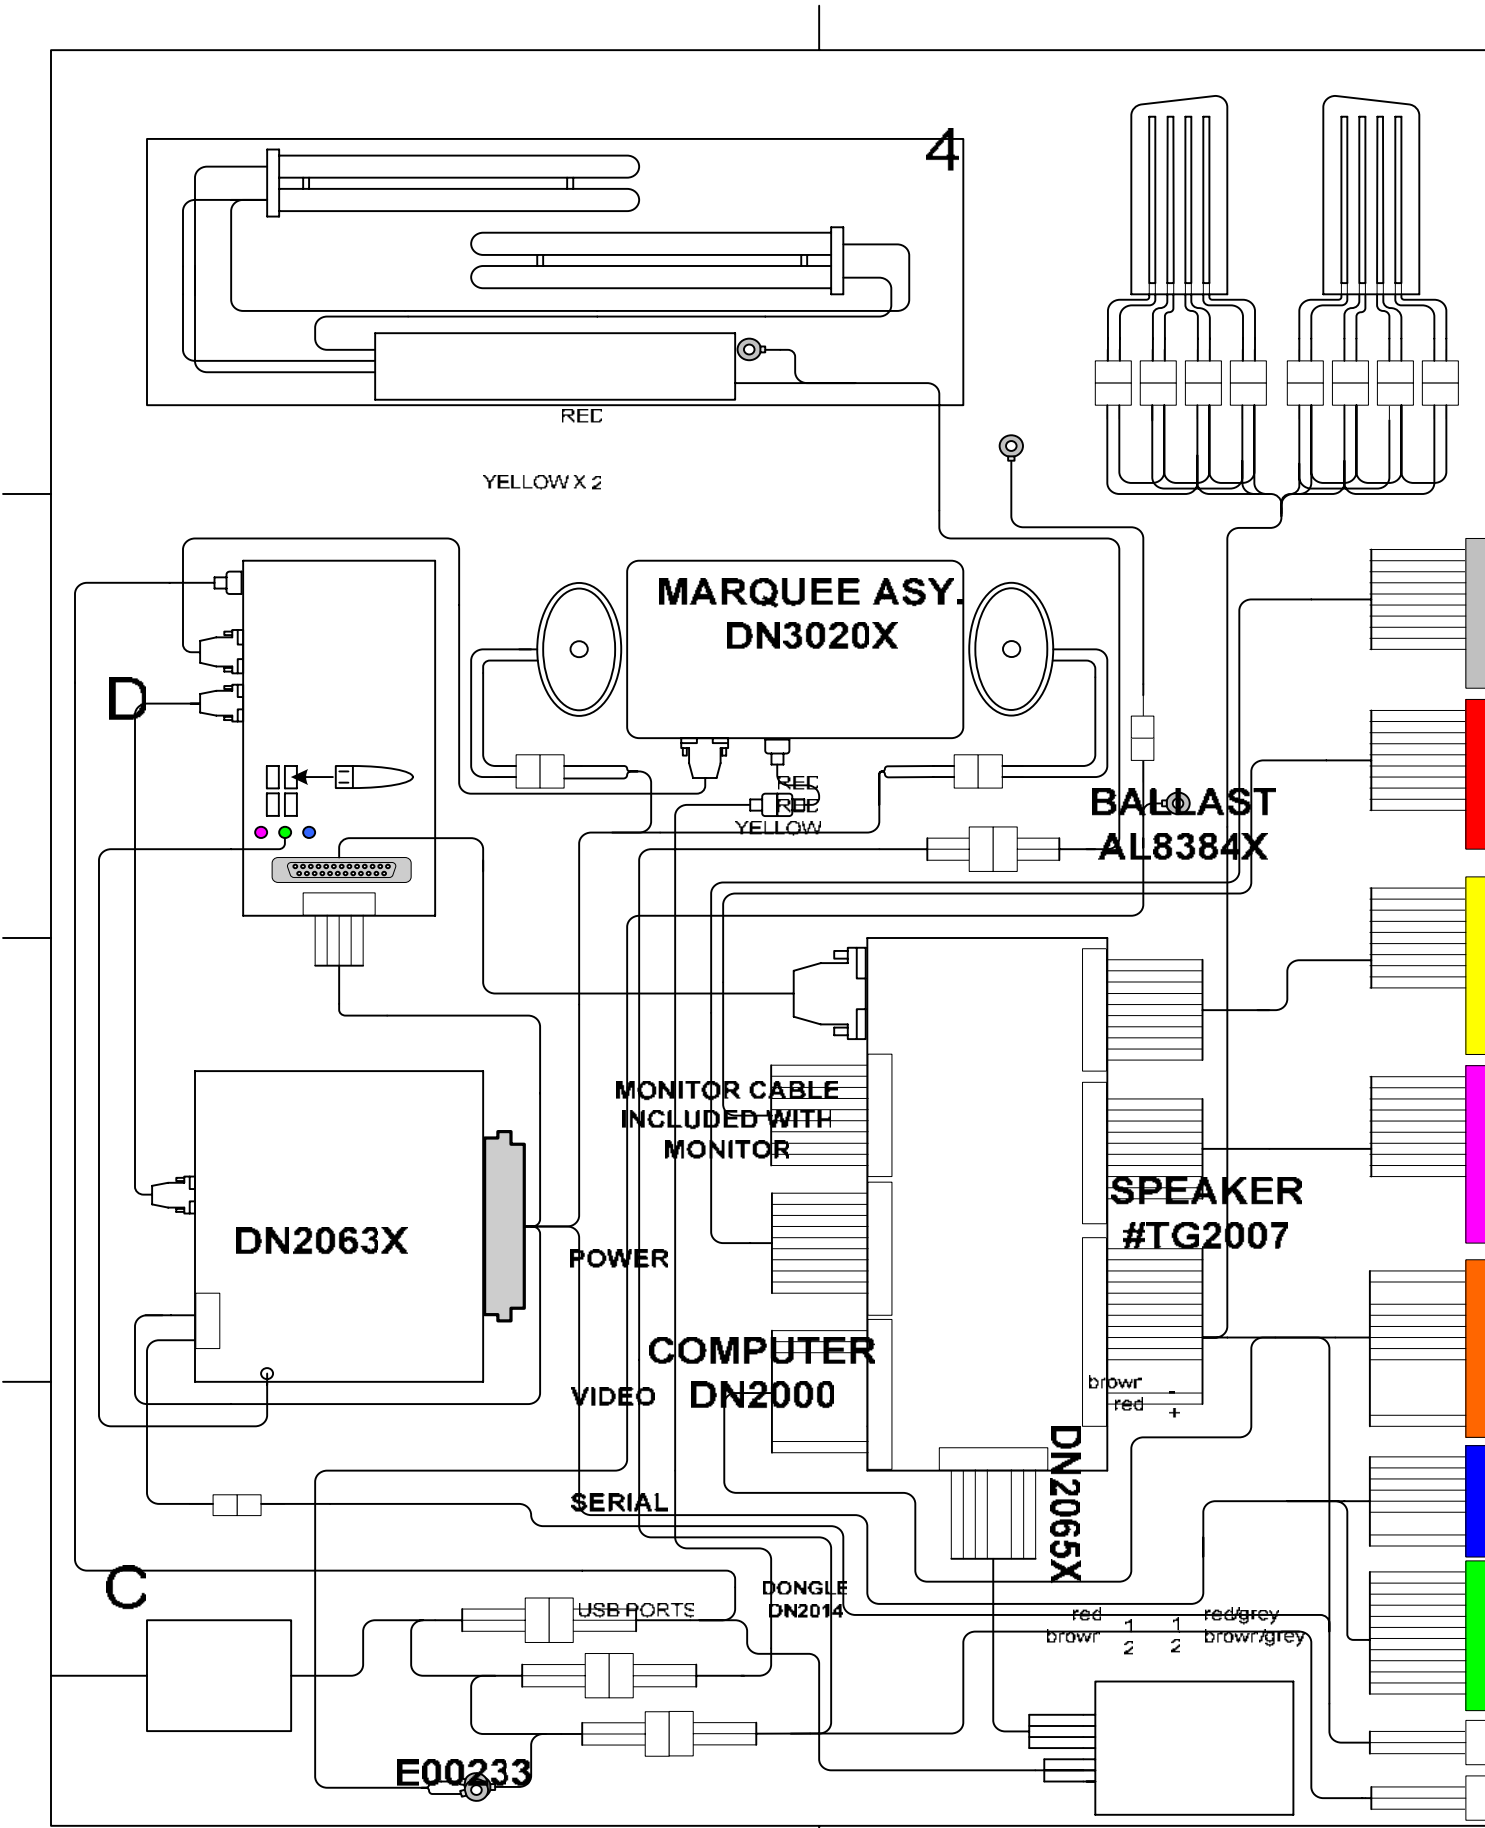 4
RED
YELLOW X 2
MARQUEE ASY.
DN3020X
D
RED
RED
YELLOW
BALLAST
AL8384X
MONITOR CABLE
INCLUDED WITH
MONITOR
SPEAKER
#TG2007
DN2063X
POWER
COMPUTER
DN2000
VIDEO
brown -
red +
DN2065X
SERIAL
C
DONGLE
DN2014
USB PORTS
red 1 1 red/grey
brown 2 2 brown/grey
E00233